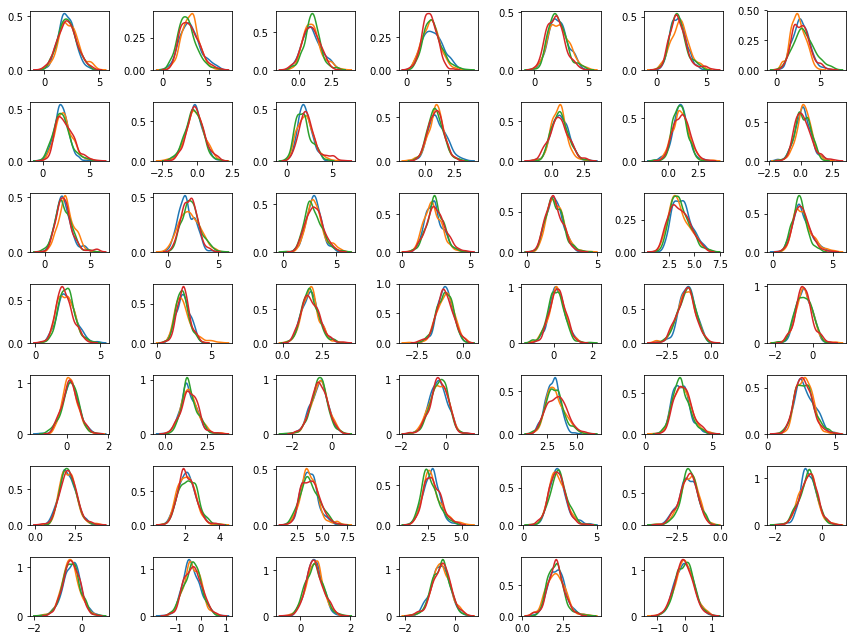 0.5 0.25 0.5 0.25 0.5 0.5 0.50
0.25
0.0 0.00 0.0 0.00 0.0 0.0 0.00
0 5 0 5 0.0 2.5 0 5 0 5 0 5 0 5
0.5 0.5 0.5 0.5 0.5 0.5 0.5
0.0 0.0 0.0 0.0 0.0 0.0 0.0
0 5 −2.5 0.0 2.5 0 5 0.0 2.5 0.0 2.5 0.0 2.5 −2.5 0.0 2.5
0.5 0.5 0.5 0.5 0.5 0.25 0.5
0.0 0.0 0.0 0.0 0.0 0.00 0.0
0 5 0 5 0 5 0 5 0 5 2.5 5.0 7.5 0 5
1.0 1 1
0.5 0.5 0.5 0.5 0.5
0.0 0.0 0.0 0.0 0 0.0 0
0 5 0 5 0.0 2.5 −2.5 0.0 0 2 −2.5 0.0 −2 0
1 1 1 1 0.5 0.5 0.5
0 0 0 0 0.0 0.0 0.0
0 2 0.0 2.5 −2 0 −2 0 2.5 5.0 0 5 0 5
0.5 0.5 0.5 0.5 0.5 0.5 1
0.0 0.0 0.0 0.0 0.0 0.0 0
0.0 2.5 2 4 2.5 5.0 7.5 2.5 5.0 0 5 −2.5 0.0 −2 0
1 1 1 1 0.5 1
0 0 0 0 0.0 0
−2 0 −1 0 1 0 2 −2 0 0.0 2.5 −1 0 1